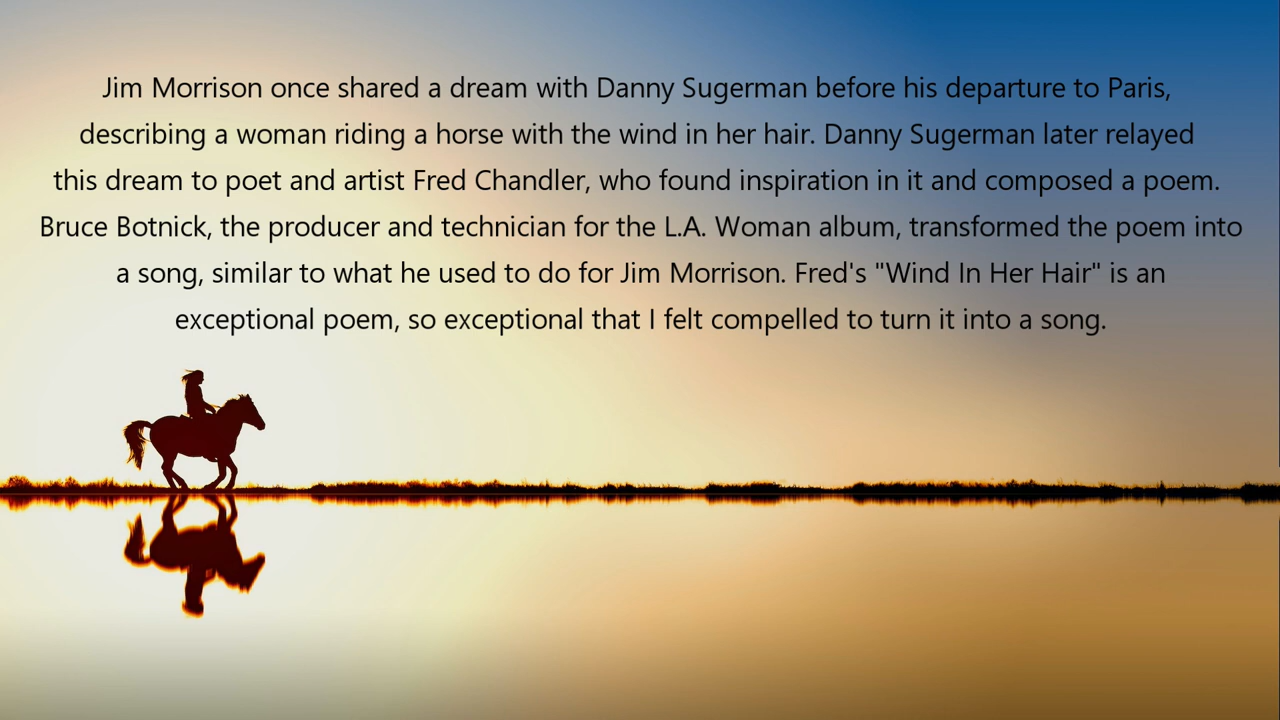 Jim Morrison once shared a dream with Danny Sugerman before his departure to Paris,
describing a woman riding a horse with the wind in her hair. Danny Sugerman later relayed
this dream to poet and artist Fred Chandler, who found inspiration in it and composed a poem.
Bruce Botnick, the producer and technician for the L.A. Woman album, transformed the poem into
a song, similar to what he used to do for Jim Morrison. Fred's "Wind In Her Hair" is an
exceptional poem, so exceptional that I felt compelled to turn it into a song.